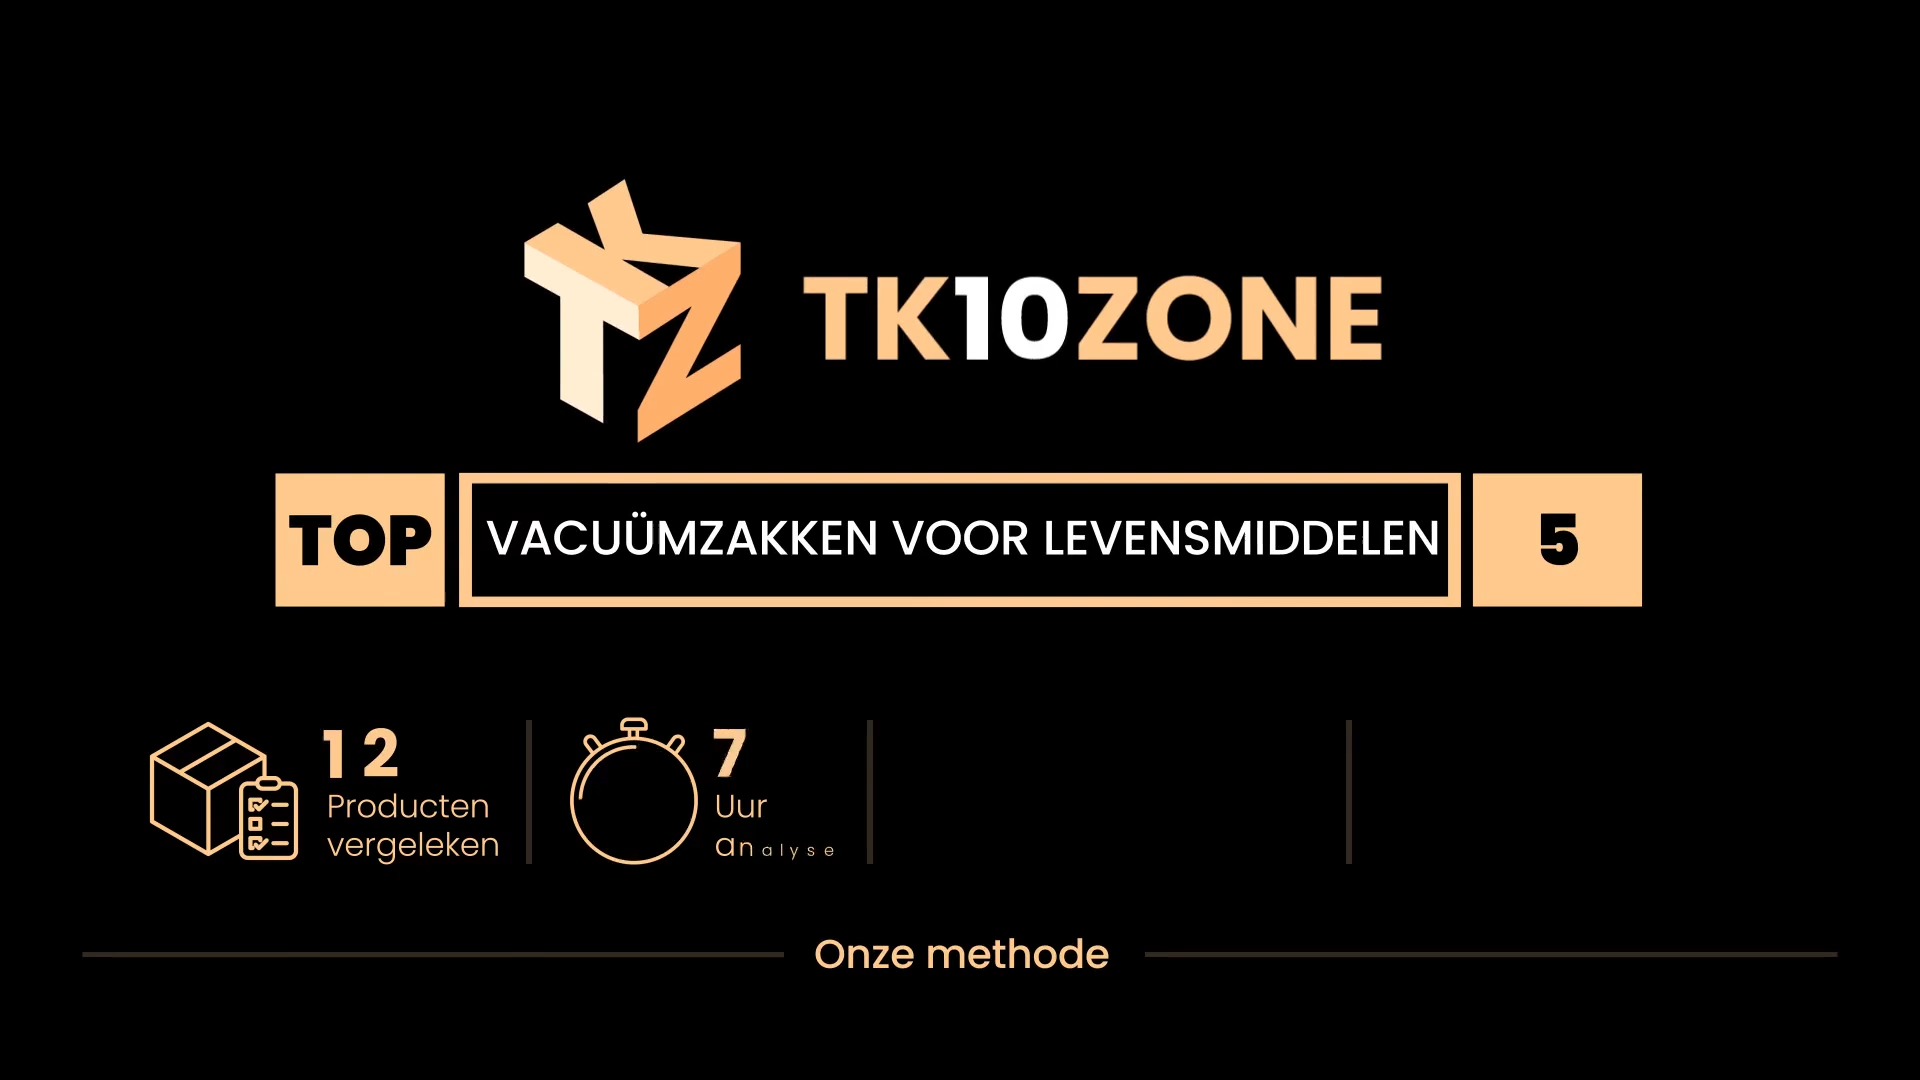 TK10ZONE
TOP
VACUÜMZAKKEN VOOR LEVENSMIDDELEN
5
12
Producten
vergeleken
7
Uur
analyse
Onze methode